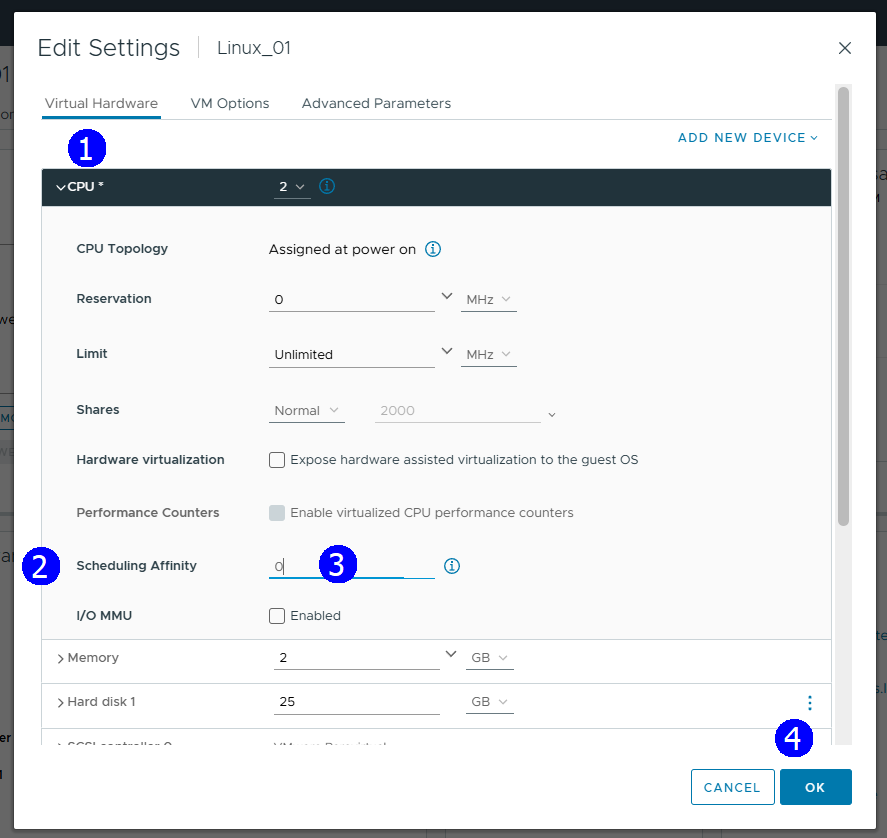 Edit Settings | Linux_01
Virtual Hardware VM Options Advanced Parameters
1
ADD NEW DEVICE
CPU * 2
CPU Topology Assigned at power on
Reservation 0 MHz
Limit Unlimited MHz
Shares Normal 2000
Hardware virtualization Expose hardware assisted virtualization to the guest OS
Performance Counters Enable virtualized CPU performance counters
2 Scheduling Affinity 0 3
I/O MMU Enabled
Memory 2 GB
Hard disk 1 25 GB
4
CANCEL OK